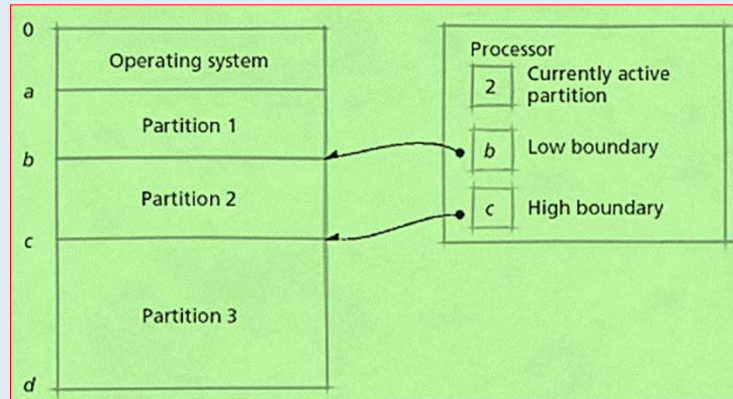 0
Operating system
a
Partition 1
b
Partition 2
c
Partition 3
d
Processor
2
Currently active
partition
b
Low boundary
c
High boundary